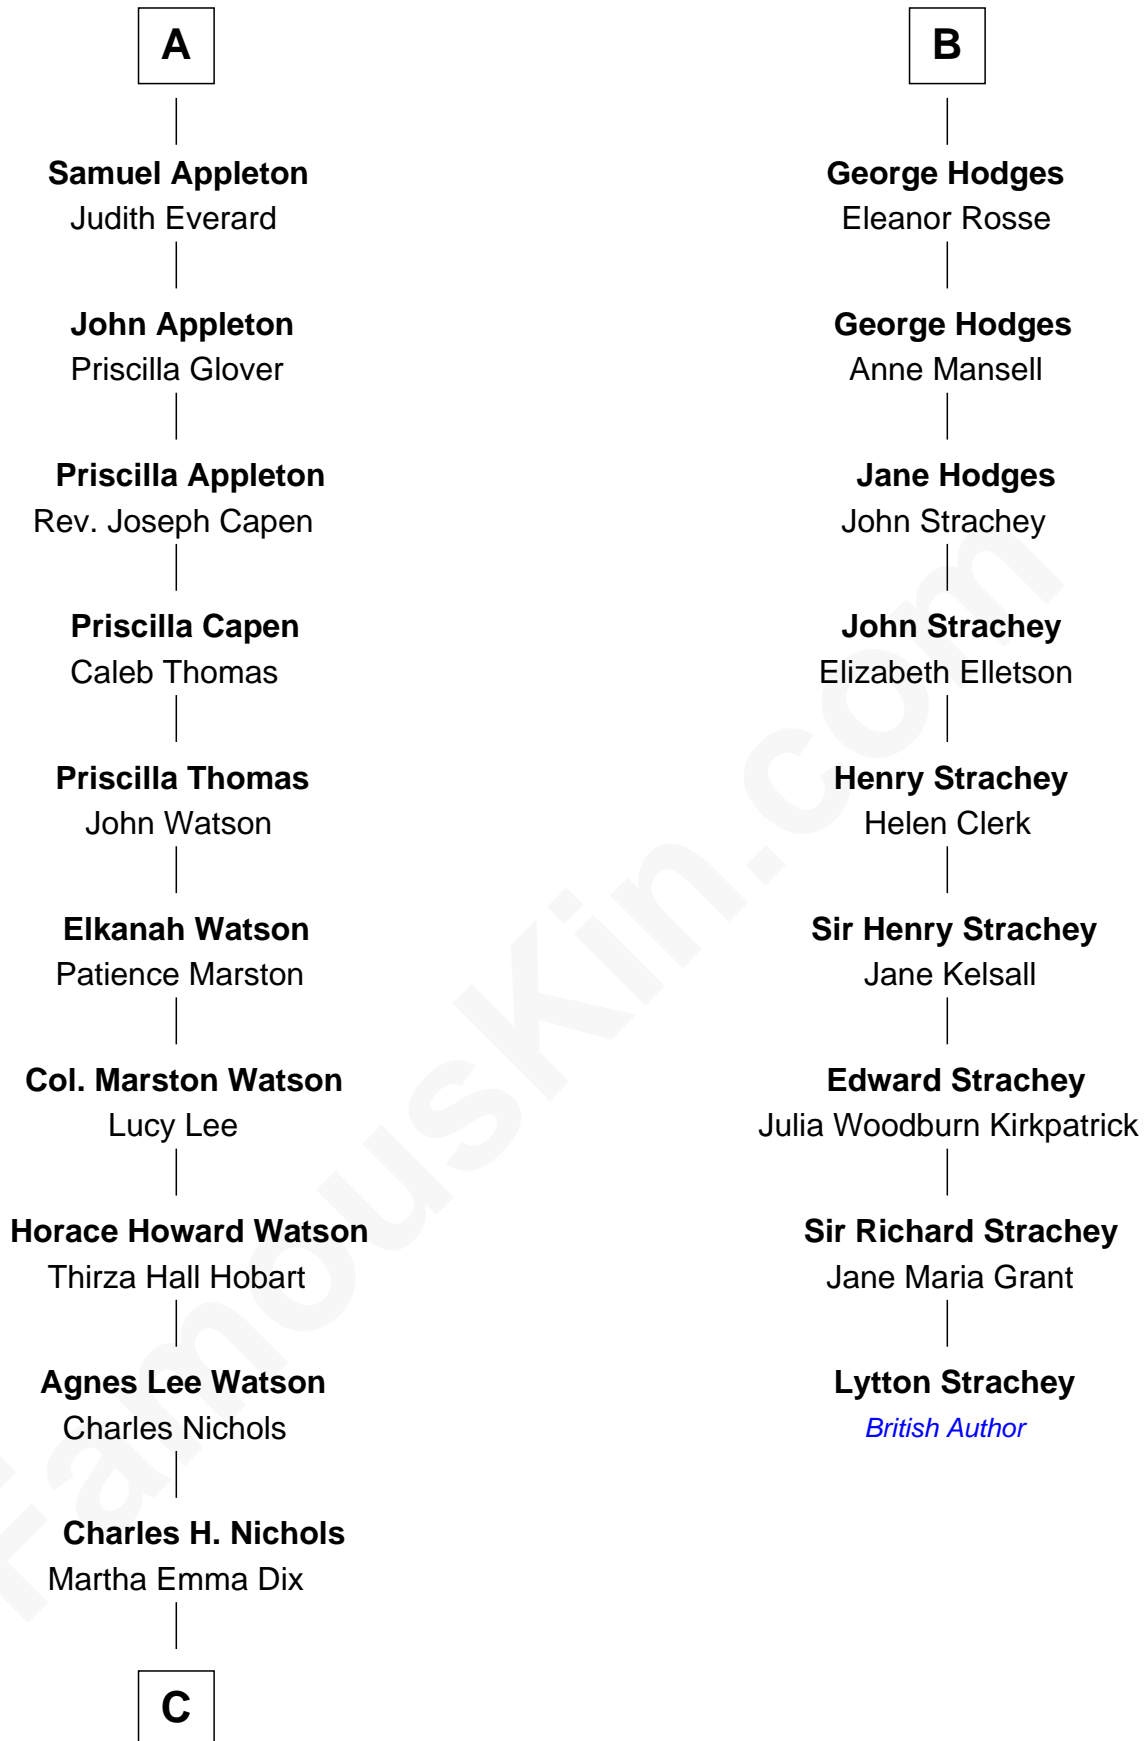 A
Samuel Appleton
Judith Everard
John Appleton
Priscilla Glover
Priscilla Appleton
Rev. Joseph Capen
Priscilla Capen
Caleb Thomas
Priscilla Thomas
John Watson
Elkanah Watson
Patience Marston
Col. Marston Watson
Lucy Lee
Horace Howard Watson
Thirza Hall Hobart
Agnes Lee Watson
Charles Nichols
Charles H. Nichols
Martha Emma Dix
C
B
George Hodges
Eleanor Rosse
George Hodges
Anne Mansell
Jane Hodges
John Strachey
John Strachey
Elizabeth Elletson
Henry Strachey
Helen Clerk
Sir Henry Strachey
Jane Kelsall
Edward Strachey
Julia Woodburn Kirkpatrick
Sir Richard Strachey
Jane Maria Grant
Lytton Strachey
British Author
FamousKin.com